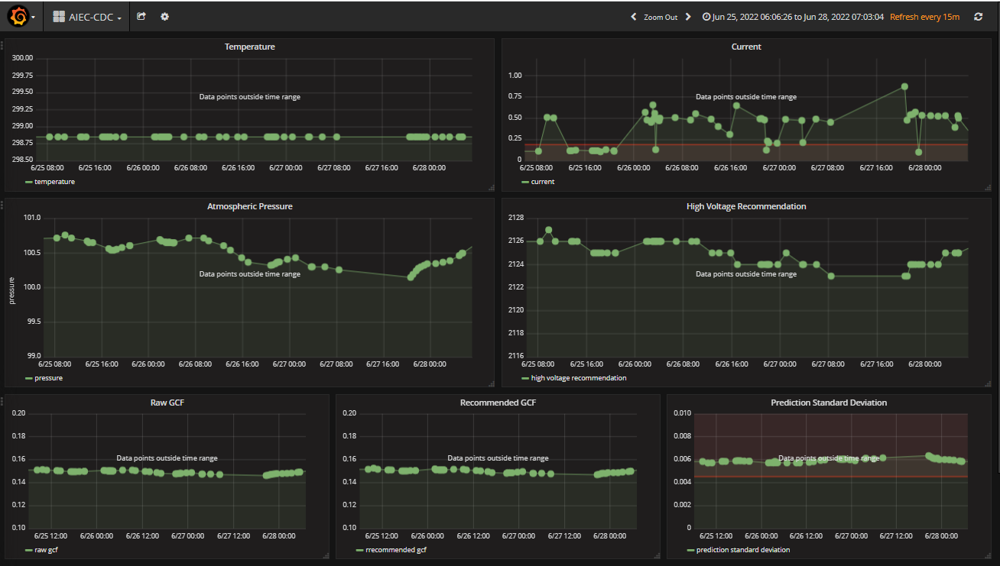 AIEC-CDC
Zoom Out
Jun 25, 2022 06:06:26 to Jun 28, 2022 07:03:04
Refresh every 15m
Temperature
300.00
299.75
299.50
299.25
299.00
298.75
298.50
Data points outside time range
6/25 08:00 6/25 16:00 6/26 00:00 6/26 08:00 6/26 16:00 6/27 00:00 6/27 08:00 6/27 16:00 6/28 00:00
temperature
Current
1.00
0.75
0.50
0.25
0
Data points outside time range
6/25 08:00 6/25 16:00 6/26 00:00 6/26 08:00 6/26 16:00 6/27 00:00 6/27 08:00 6/27 16:00 6/28 00:00
current
Atmospheric Pressure
pressure
101.0
100.5
100.0
99.5
99.0
Data points outside time range
6/25 08:00 6/25 16:00 6/26 00:00 6/26 08:00 6/26 16:00 6/27 00:00 6/27 08:00 6/27 16:00 6/28 00:00
pressure
High Voltage Recommendation
2128
2126
2124
2122
2120
2118
2116
Data points outside time range
6/25 08:00 6/25 16:00 6/26 00:00 6/26 08:00 6/26 16:00 6/27 00:00 6/27 08:00 6/27 16:00 6/28 00:00
high voltage recommendation
Raw GCF
0.20
0.18
0.16
0.14
0.12
0.10
Data points outside time range
6/25 12:00 6/26 00:00 6/26 12:00 6/27 00:00 6/27 12:00 6/28 00:00
raw gcf
Recommended GCF
0.20
0.18
0.16
0.14
0.12
0.10
Data points outside time range
6/25 12:00 6/26 00:00 6/26 12:00 6/27 00:00 6/27 12:00 6/28 00:00
rrecommended gcf
Prediction Standard Deviation
0.010
0.008
0.006
0.004
0.002
0
Data points outside time range
6/25 12:00 6/26 00:00 6/26 12:00 6/27 00:00 6/27 12:00 6/28 00:00
prediction standard deviation